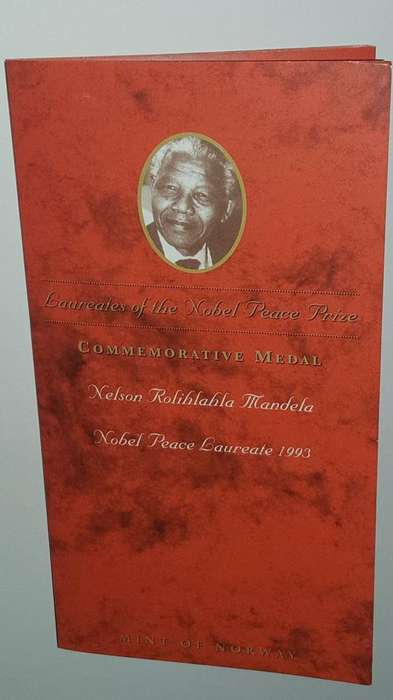 Laureates of the Nobel Peace Prize
COMMEMORATIVE MEDAL
Nelson Rolihlahla Mandela
Nobel Peace Laureate 1993
MINT OF NORWAY